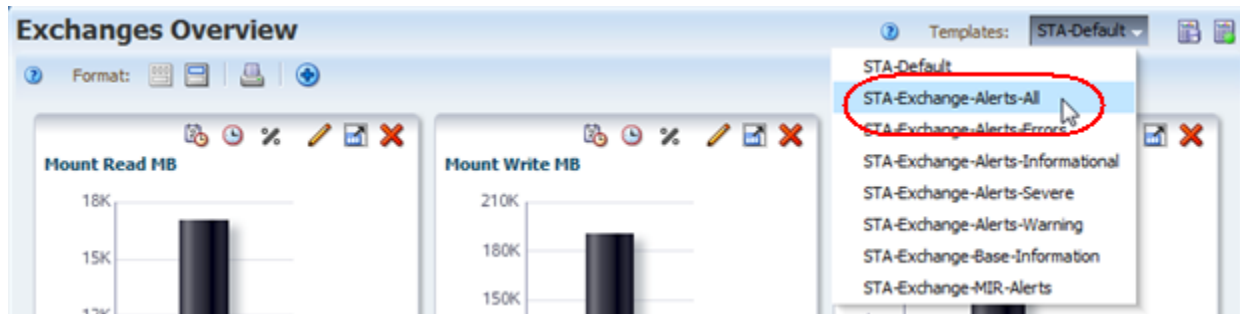 Exchanges Overview
Templates: STA-Default
Format:
STA-Default
STA-Exchange-Alerts-All
STA-Exchange-Alerts-Errors
STA-Exchange-Alerts-Informational
STA-Exchange-Alerts-Severe
STA-Exchange-Alerts-Warning
STA-Exchange-Base-Information
STA-Exchange-MIR-Alerts
Mount Read MB
18K
15K
12K
Mount Write MB
210K
180K
150K